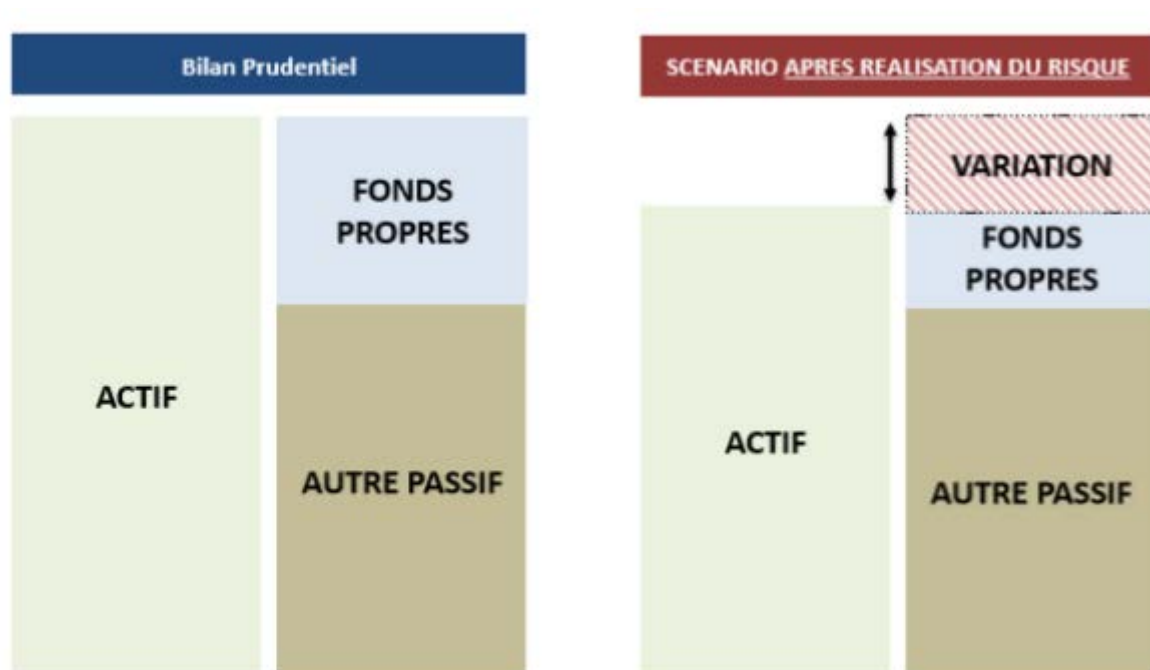 Bilan Prudentiel
FONDS
PROPRES
ACTIF
AUTRE PASSIF
SCENARIO APRES REALISATION DU RISQUE
VARIATION
FONDS
PROPRES
ACTIF
AUTRE PASSIF